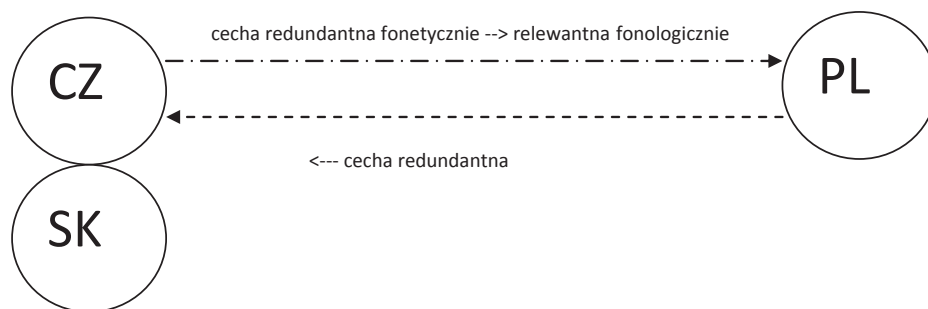 cecha redundantna fonetycznie --> relewantna fonologicznie
CZ
PL
<--- cecha redundantna
SK